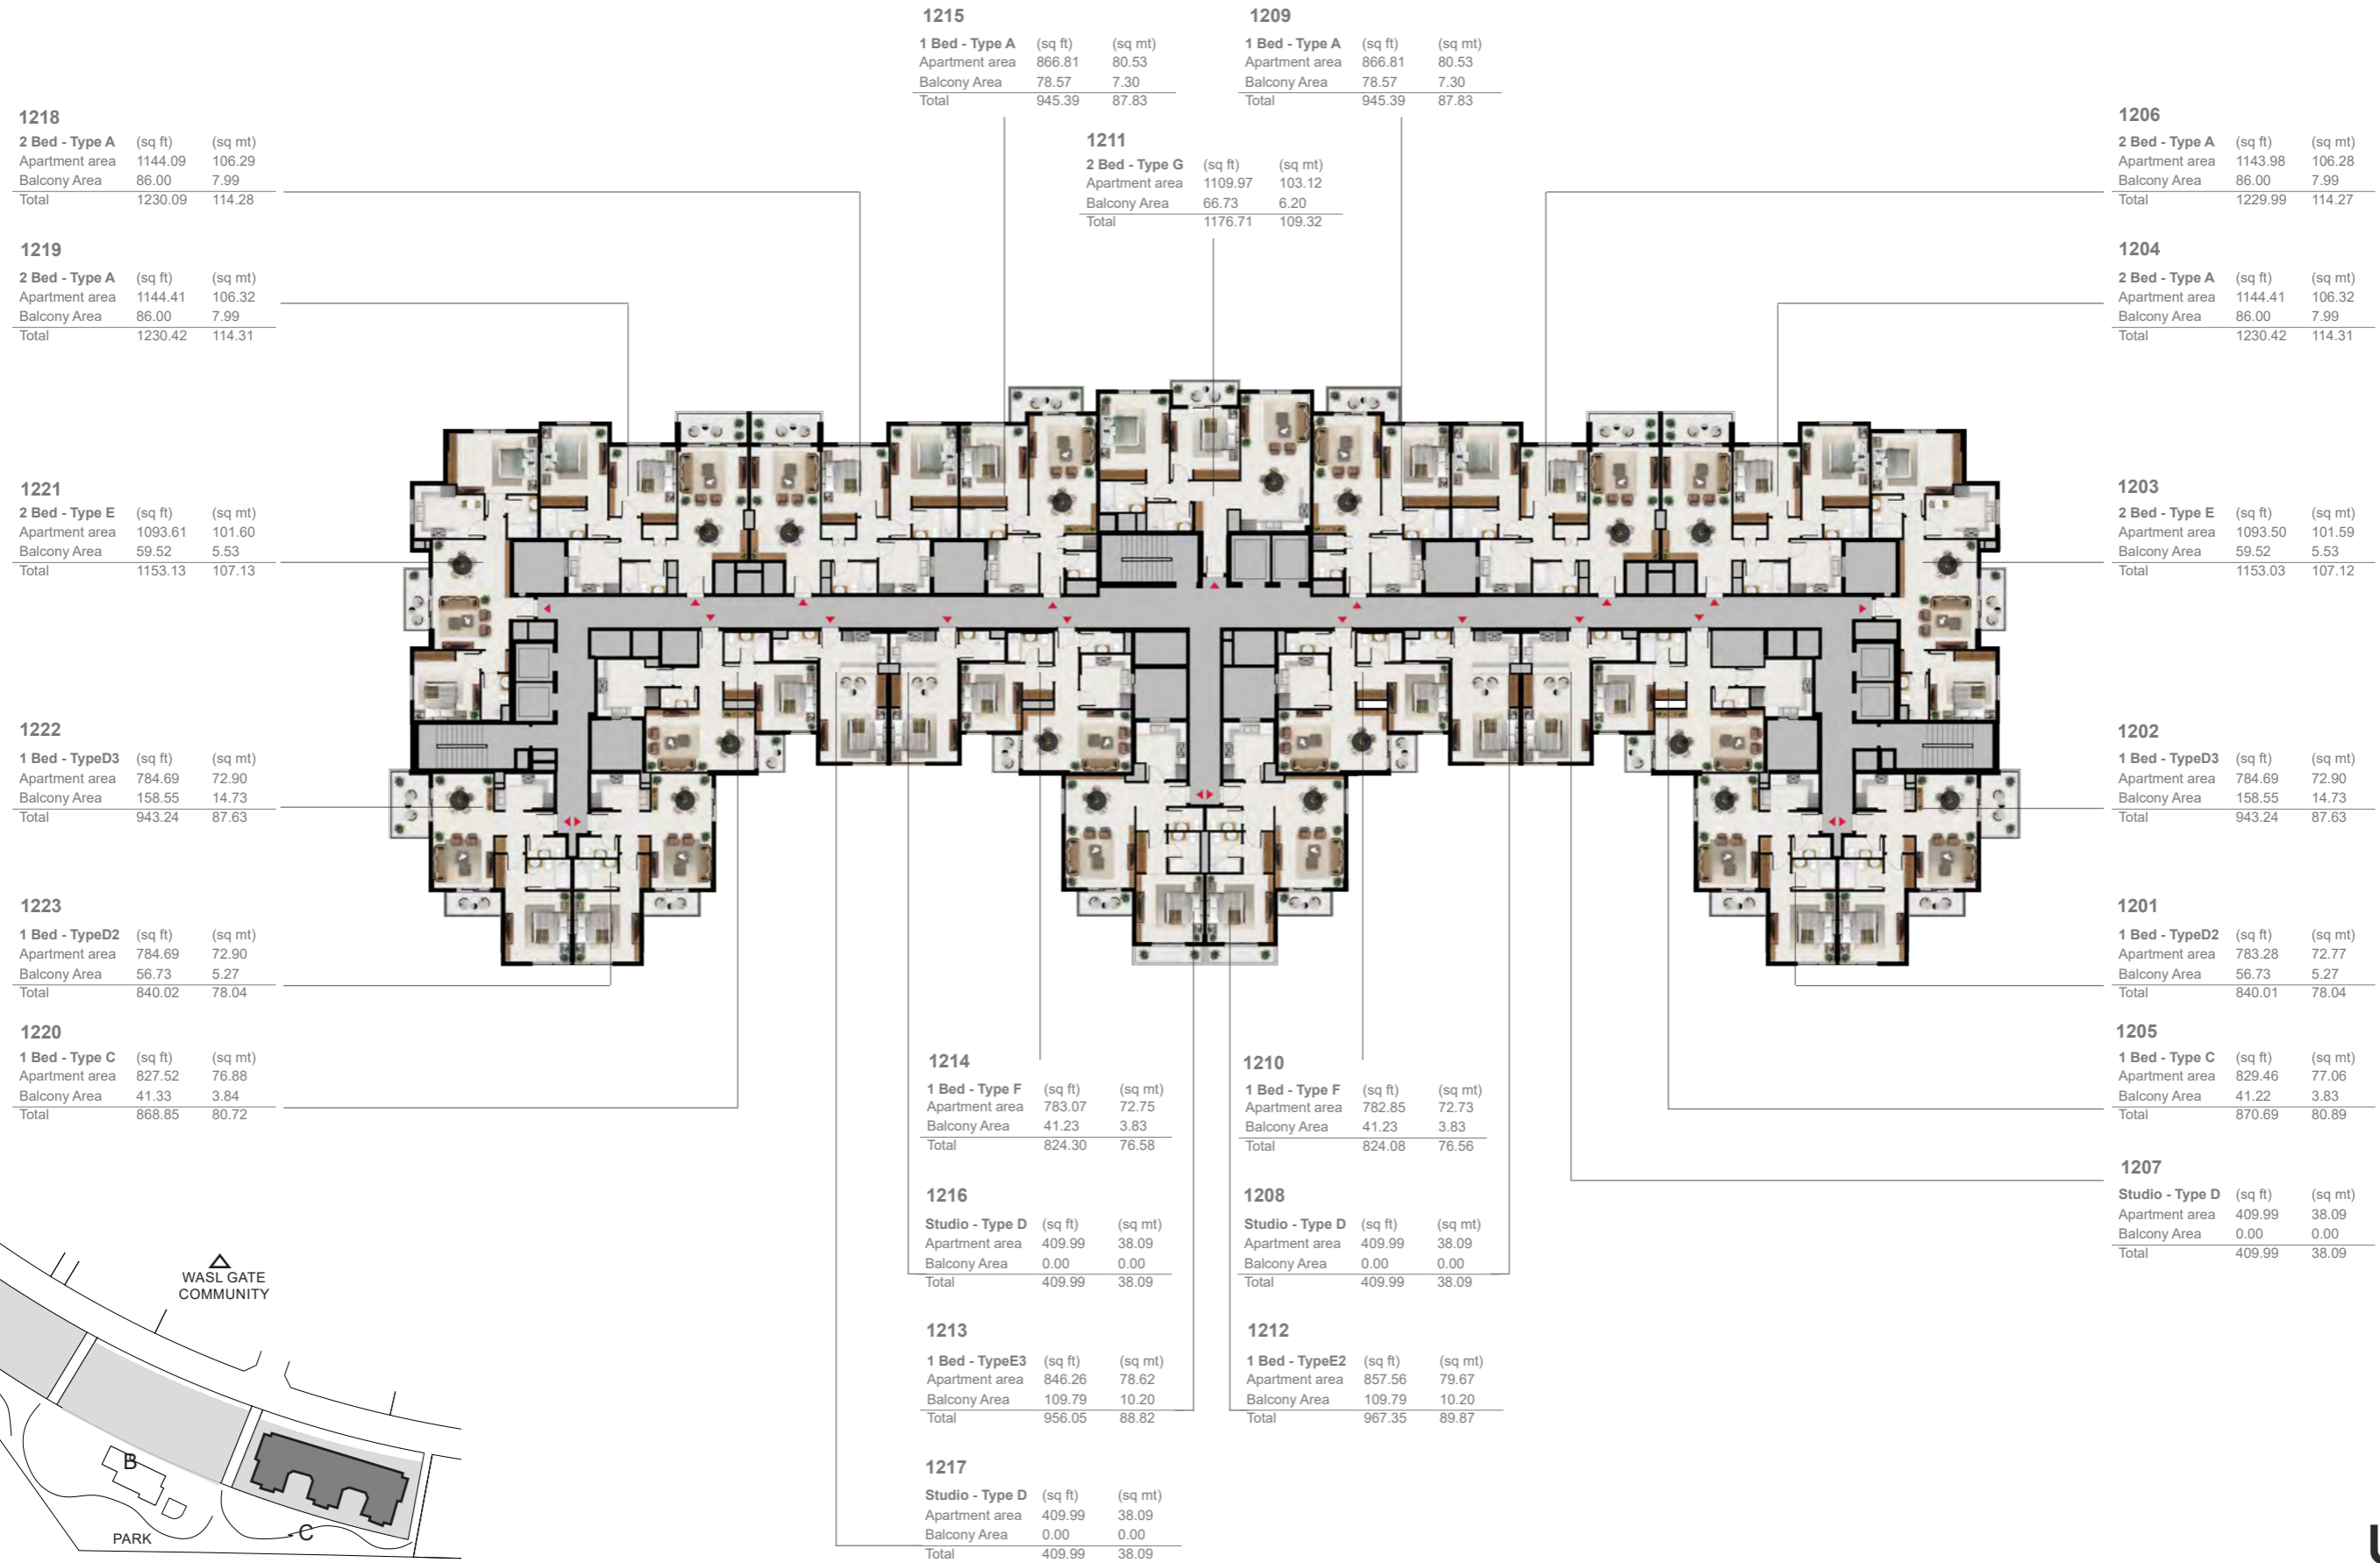 1215
1 Bed - Type A (sq ft) (sq mt)
Apartment area 866.81 80.53
Balcony Area 78.57 7.30
Total 945.39 87.83
1209
1 Bed - Type A (sq ft) (sq mt)
Apartment area 866.81 80.53
Balcony Area 78.57 7.30
Total 945.39 87.83
1211
2 Bed - Type G (sq ft) (sq mt)
Apartment area 1109.97 103.12
Balcony Area 66.73 6.20
Total 1176.71 109.32
1218
2 Bed - Type A (sq ft) (sq mt)
Apartment area 1144.09 106.29
Balcony Area 86.00 7.99
Total 1230.09 114.28
1219
2 Bed - Type A (sq ft) (sq mt)
Apartment area 1144.41 106.32
Balcony Area 86.00 7.99
Total 1230.42 114.31
1221
2 Bed - Type E (sq ft) (sq mt)
Apartment area 1093.61 101.60
Balcony Area 59.52 5.53
Total 1153.13 107.13
1222
1 Bed - TypeD3 (sq ft) (sq mt)
Apartment area 784.69 72.90
Balcony Area 158.55 14.73
Total 943.24 87.63
1223
1 Bed - TypeD2 (sq ft) (sq mt)
Apartment area 784.69 72.90
Balcony Area 56.73 5.27
Total 840.02 78.04
1220
1 Bed - Type C (sq ft) (sq mt)
Apartment area 827.52 76.88
Balcony Area 41.33 3.84
Total 868.85 80.72
1206
2 Bed - Type A (sq ft) (sq mt)
Apartment area 1143.98 106.28
Balcony Area 86.00 7.99
Total 1229.99 114.27
1204
2 Bed - Type A (sq ft) (sq mt)
Apartment area 1144.41 106.32
Balcony Area 86.00 7.99
Total 1230.42 114.31
1203
2 Bed - Type E (sq ft) (sq mt)
Apartment area 1093.50 101.59
Balcony Area 59.52 5.53
Total 1153.03 107.12
1202
1 Bed - TypeD3 (sq ft) (sq mt)
Apartment area 784.69 72.90
Balcony Area 158.55 14.73
Total 943.24 87.63
1201
1 Bed - TypeD2 (sq ft) (sq mt)
Apartment area 783.28 72.77
Balcony Area 56.73 5.27
Total 840.01 78.04
1205
1 Bed - Type C (sq ft) (sq mt)
Apartment area 829.46 77.06
Balcony Area 41.22 3.83
Total 870.69 80.89
1207
Studio - Type D (sq ft) (sq mt)
Apartment area 409.99 38.09
Balcony Area 0.00 0.00
Total 409.99 38.09
1214
1 Bed - Type F (sq ft) (sq mt)
Apartment area 783.07 72.75
Balcony Area 41.23 3.83
Total 824.30 76.58
1210
1 Bed - Type F (sq ft) (sq mt)
Apartment area 782.85 72.73
Balcony Area 41.23 3.83
Total 824.08 76.56
1216
Studio - Type D (sq ft) (sq mt)
Apartment area 409.99 38.09
Balcony Area 0.00 0.00
Total 409.99 38.09
1208
Studio - Type D (sq ft) (sq mt)
Apartment area 409.99 38.09
Balcony Area 0.00 0.00
Total 409.99 38.09
1213
1 Bed - TypeE3 (sq ft) (sq mt)
Apartment area 846.26 78.62
Balcony Area 109.79 10.20
Total 956.05 88.82
1212
1 Bed - TypeE2 (sq ft) (sq mt)
Apartment area 857.56 79.67
Balcony Area 109.79 10.20
Total 967.35 89.87
1217
Studio - Type D (sq ft) (sq mt)
Apartment area 409.99 38.09
Balcony Area 0.00 0.00
Total 409.99 38.09
WASL GATE
COMMUNITY
B
C
PARK